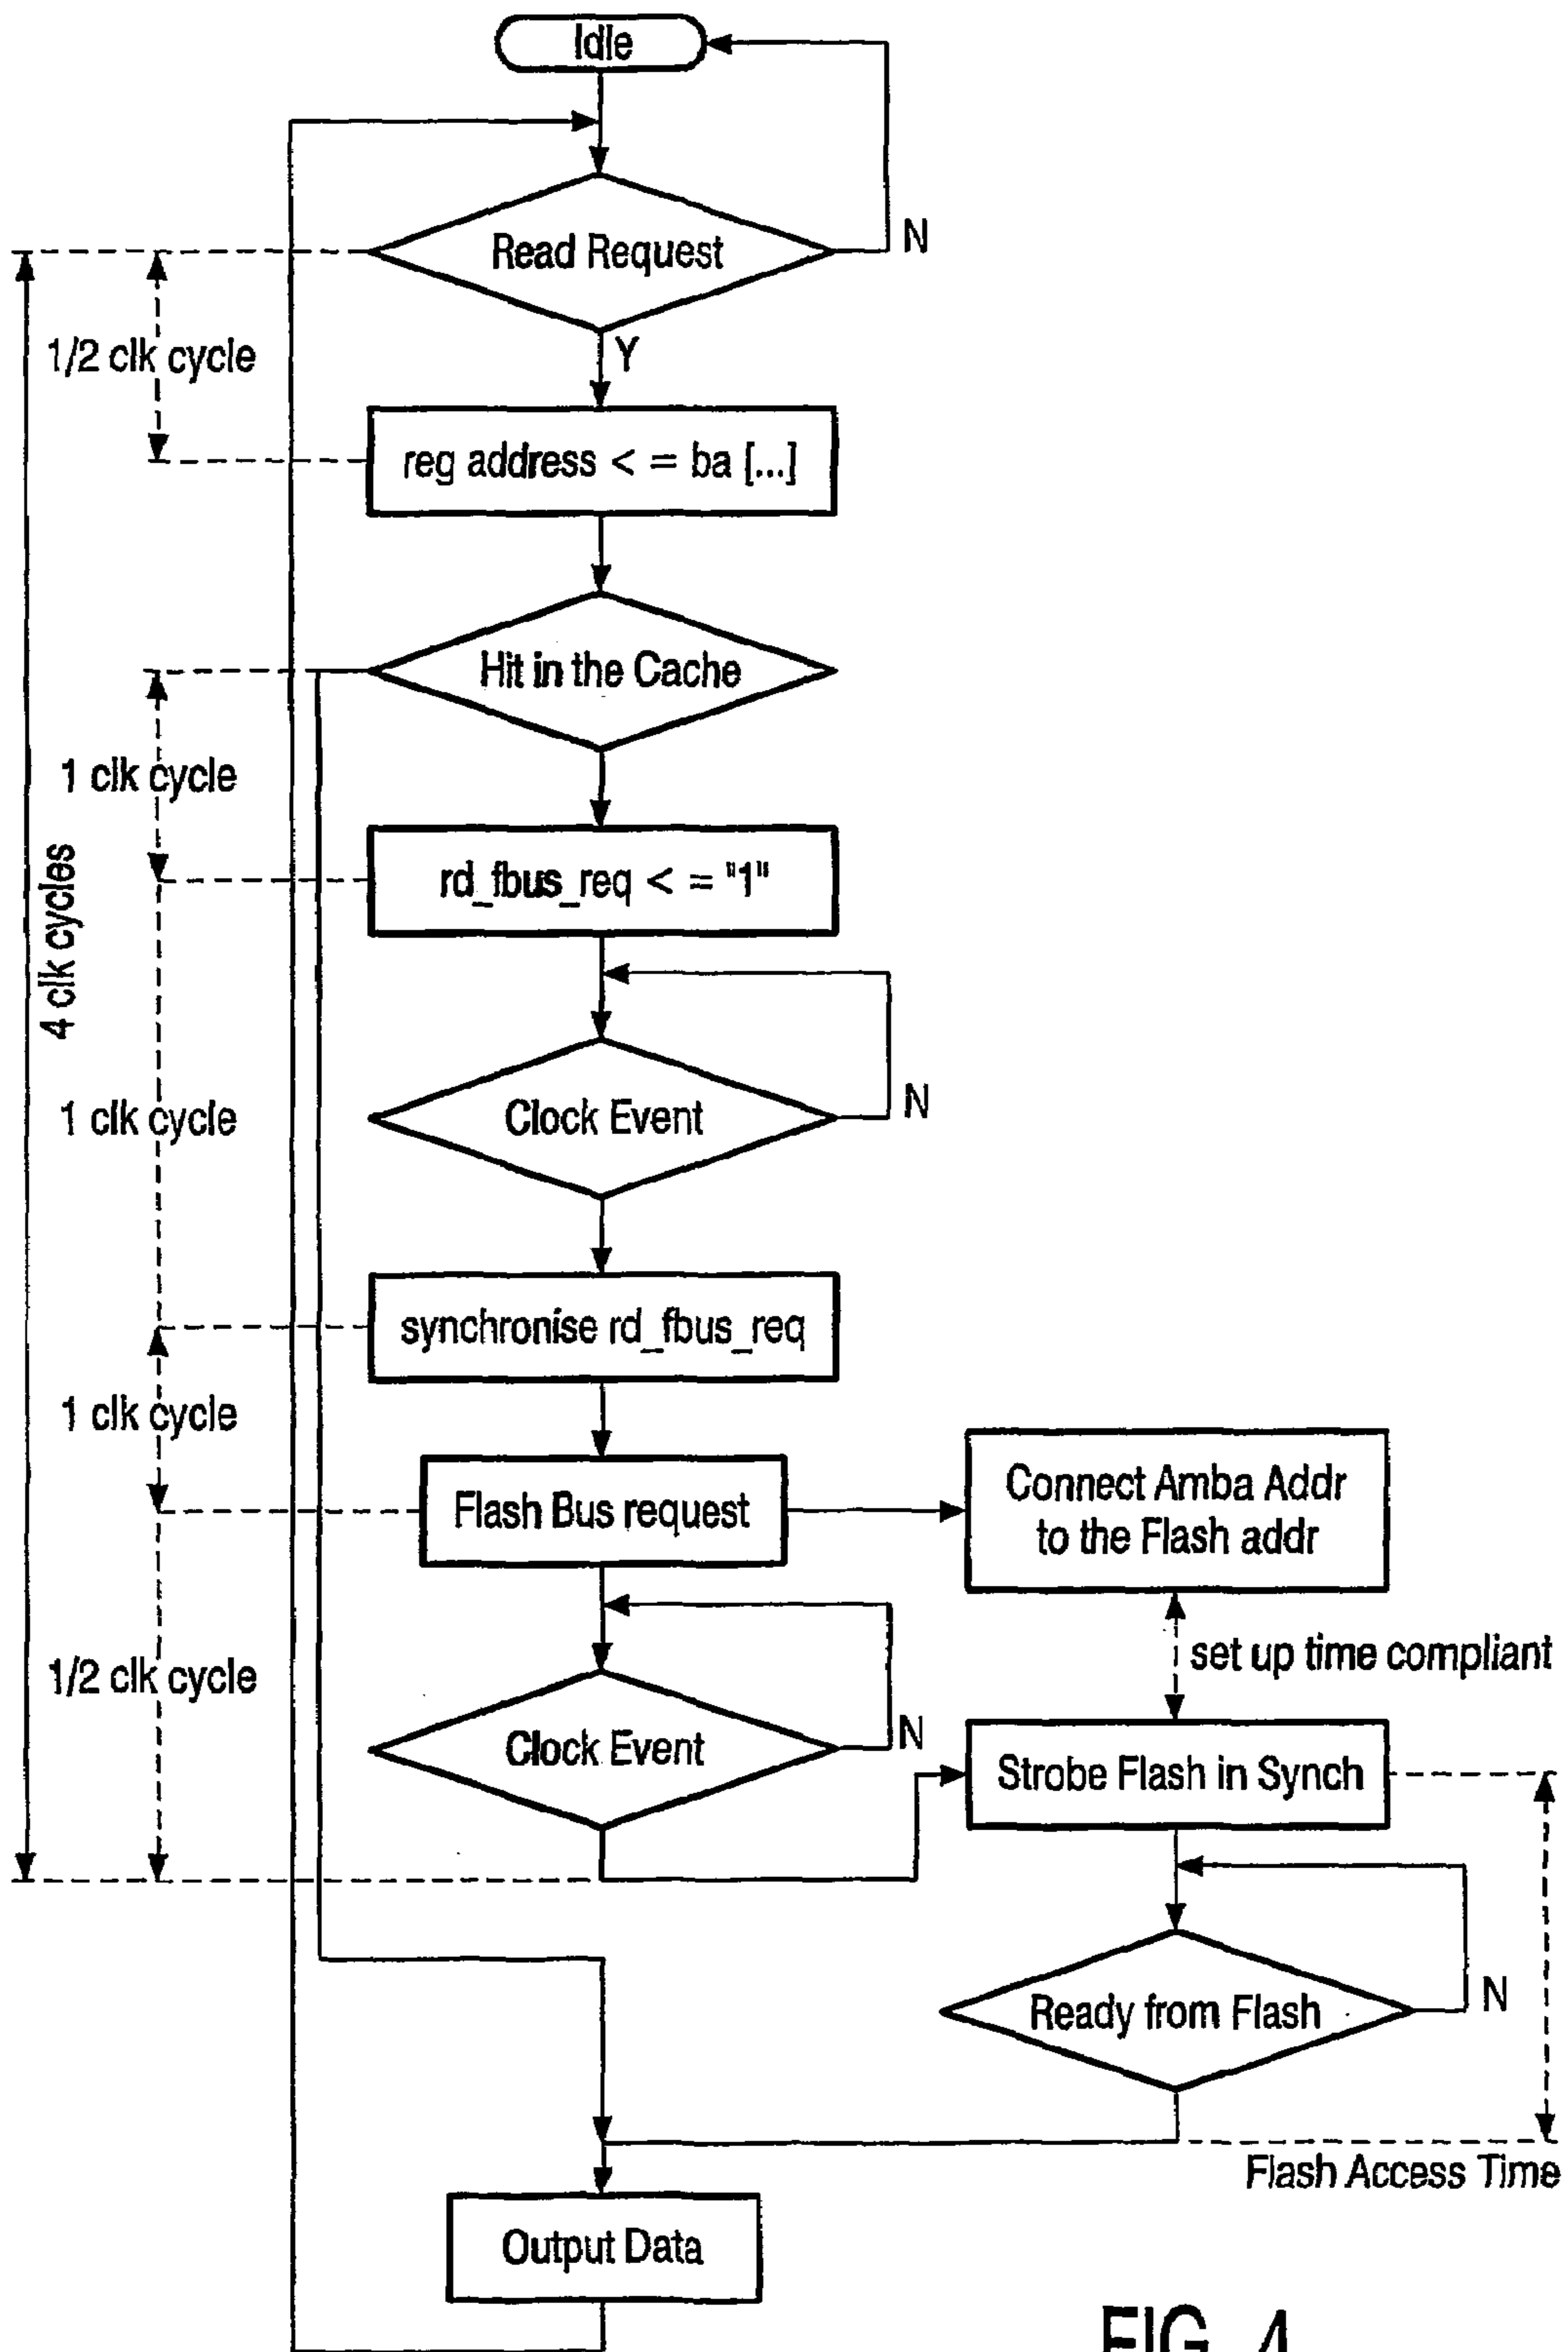 Idle
Read Request
N
1/2 clk cycle
Y
reg address < = ba [...]
Hit in the Cache
1 clk cycle
4 clk cycles
rd_fbus_req < = "1"
1 clk cycle
Clock Event
N
synchronise rd_fbus_req
1 clk cycle
Flash Bus request
Connect Amba Addr
to the Flash addr
set up time compliant
1/2 clk cycle
Clock Event
N
Strobe Flash in Synch
Ready from Flash
N
Flash Access Time
Output Data
FIG. 4